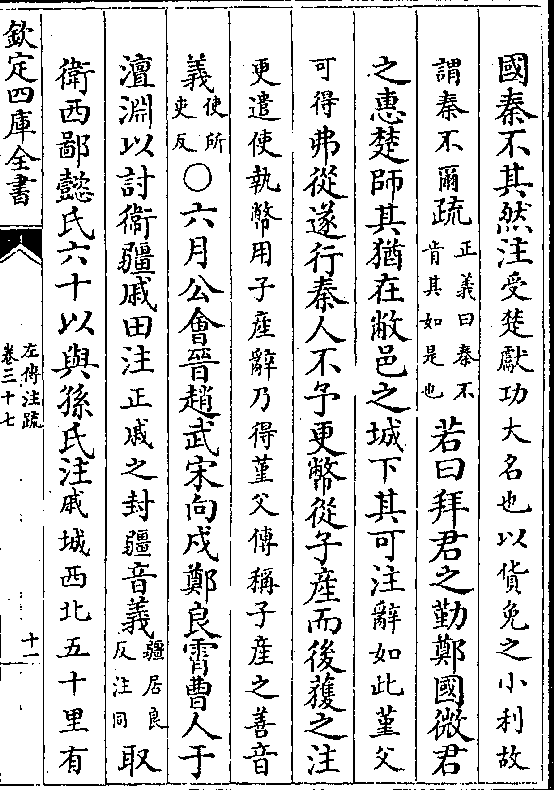 國秦不其然注受楚獻功大名也以貨免之小利故
謂秦不爾疏正義曰秦不肯其如是也若曰拜君之勤鄭國微君
之惠楚師其猶在敝邑之城下其可注辭如此堇父
可得弗從遂行秦人不予更幣從子產而後獲之注
更遣使執幣用子產辭乃得堇父傳稱子產之善音
義使所吏反○六月公會晉趙武宋向戌鄭良霄曹人于
澶淵以討衞疆戚田注正戚之封疆音義疆居良反注同取
衛西鄙懿氏六十以與孫氏注戚城西北五十里有
欽定四庫全書
左傳注疏
卷三十七
十一